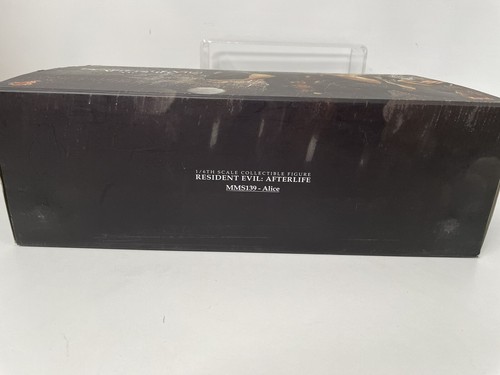 1/6TH SCALE COLLECTIBLE FIGURE
RESIDENT EVIL: AFTERLIFE
MMS139 - Alice